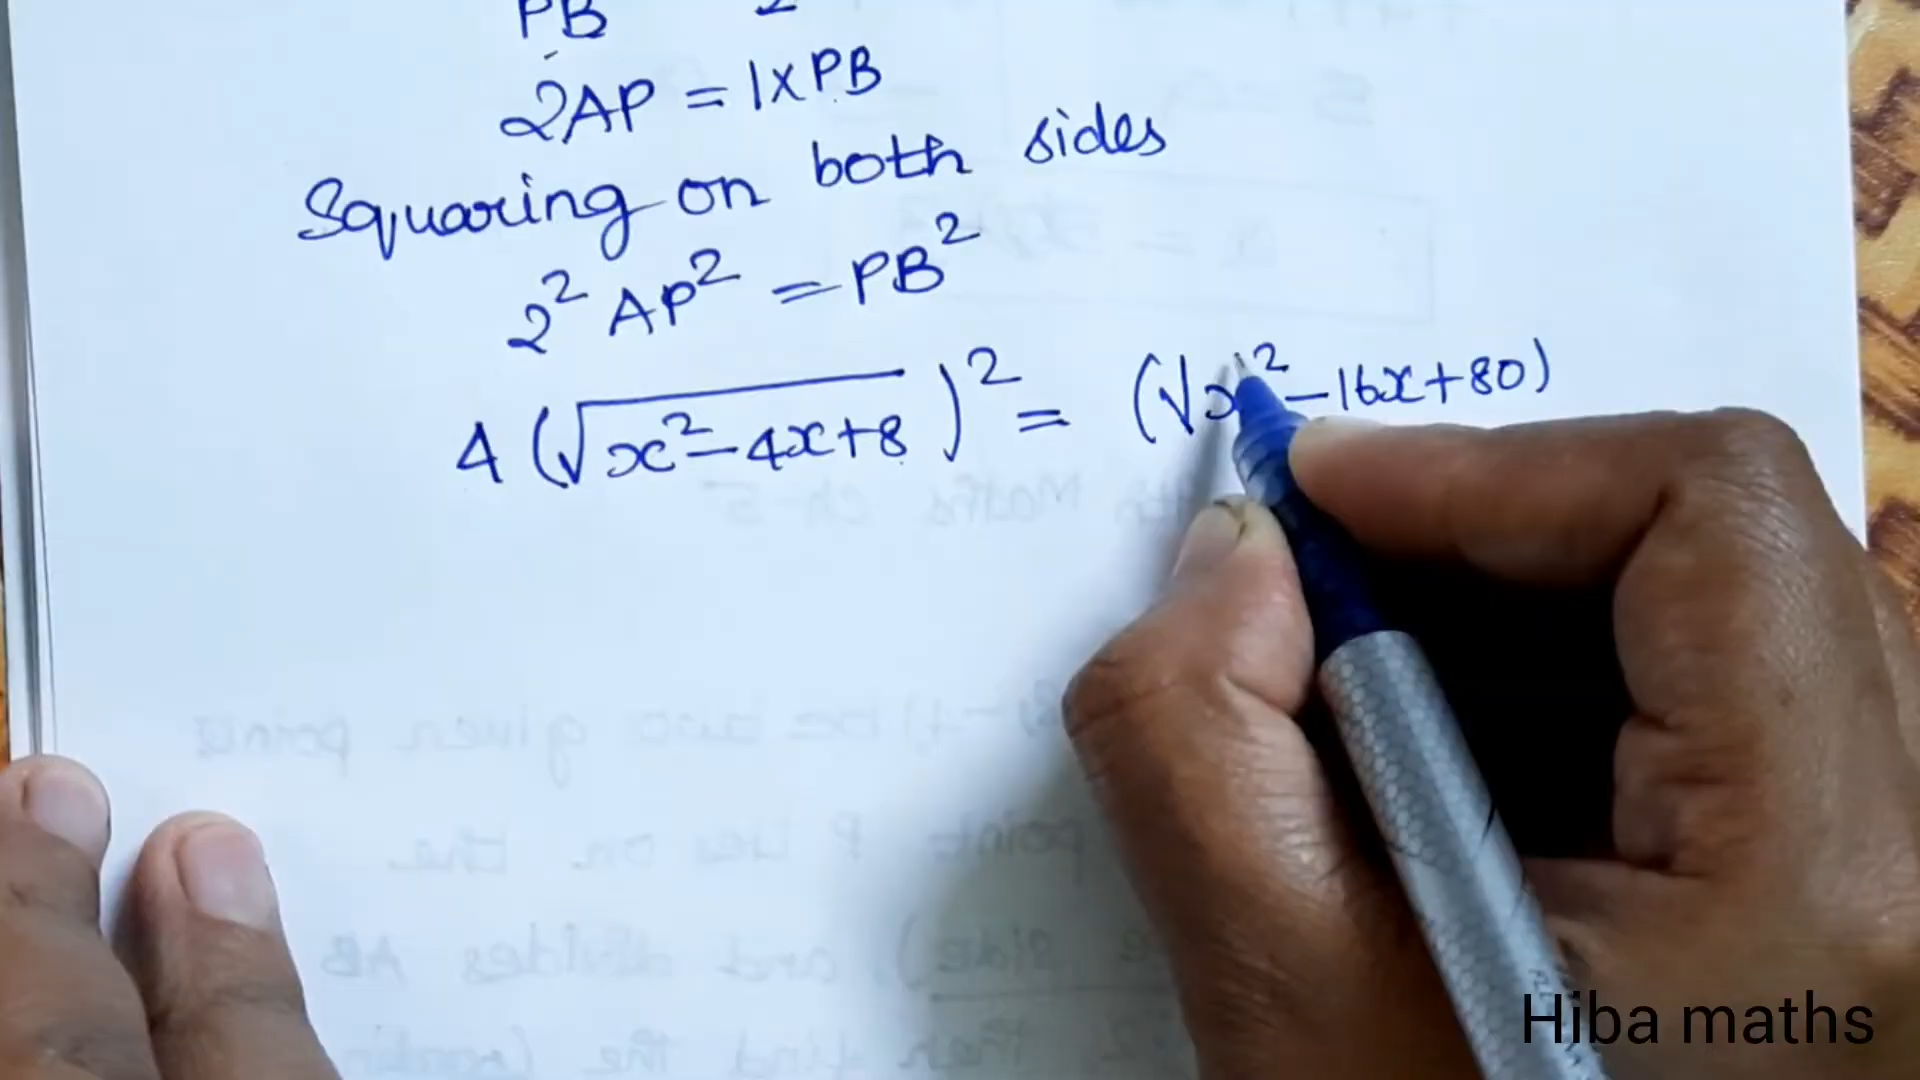 PB 2
2AP = 1 X PB
Squaring on both sides
2² AP² = PB²
4 (√x²-4x+8)² = (√x²-16x+80)
Hiba maths